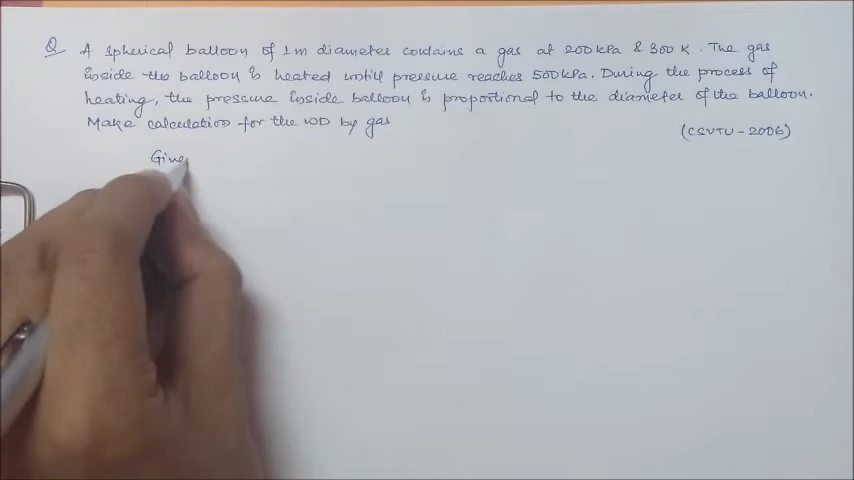 Q A spherical balloon of 1m diameter contains a gas at 200kPa & 300K. The gas
inside the balloon is heated until pressure reaches 500kPa. During the process of
heating, the pressure inside balloon is proportional to the diameter of the balloon.
Make calculation for the WD by gas
(CSVTU-2006)
Give